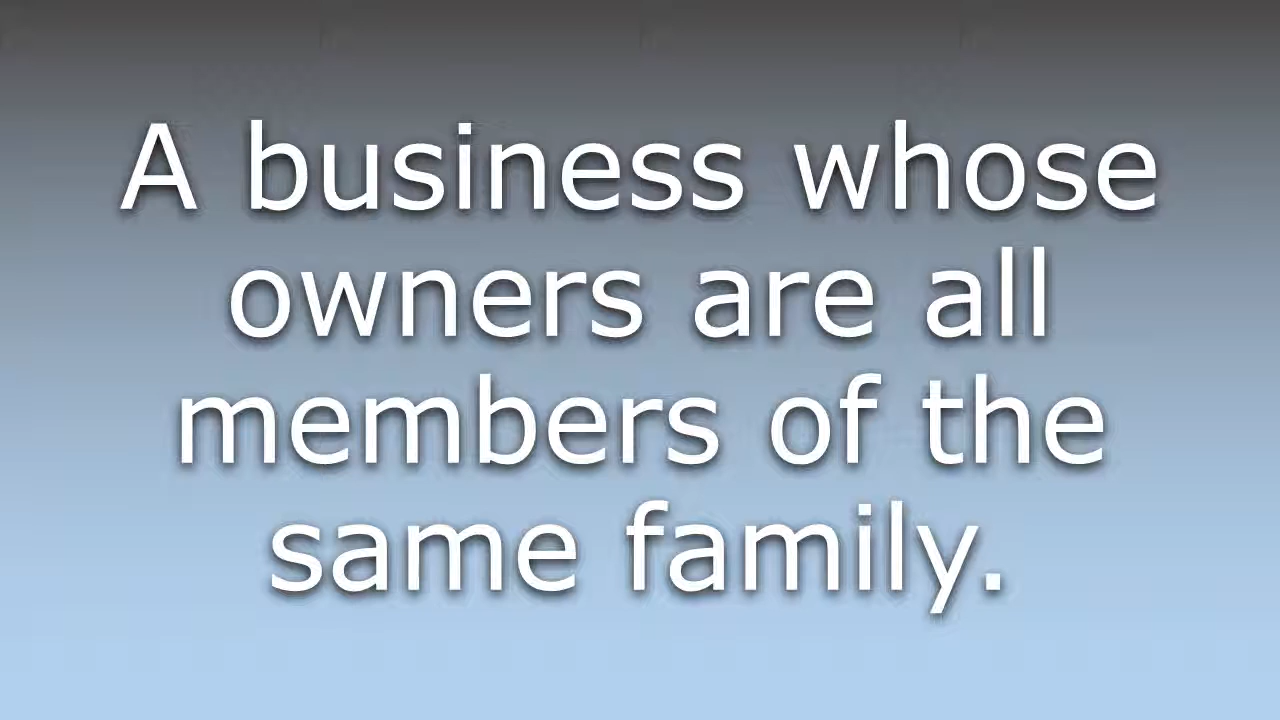 A business whose
owners are all
members of the
same family.